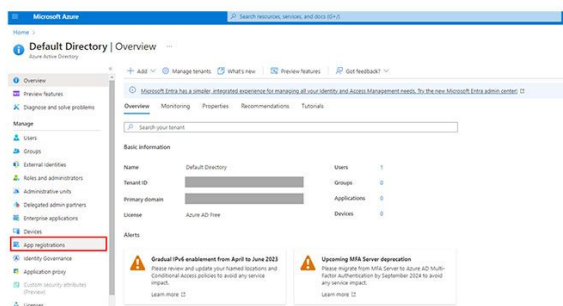 Microsoft Azure
Search resources, services, and docs (G+/)
Home >
Default Directory | Overview ...
Azure Active Directory
Overview
Preview features
Diagnose and solve problems
Manage
Users
Groups
External Identities
Roles and administrators
Administrative units
Delegated admin partners
Enterprise applications
Devices
App registrations
Identity Governance
Application proxy
Custom security attributes
(Preview)
Licenses
+ Add Manage tenants What's new Preview features Got feedback?
Microsoft Entra has a simpler, integrated experience for managing all your Identity and Access Management needs. Try the new Microsoft Entra admin center!
Overview Monitoring Properties Recommendations Tutorials
Search your tenant
Basic information
Name Default Directory Users 1
Tenant ID Groups 0
Primary domain Applications 0
License Azure AD Free Devices 0
Alerts
Gradual IPv6 enablement from April to June 2023
Please review and update your Named locations and
Conditional Access policies to avoid any service
impact.
Learn more
Upcoming MFA Server deprecation
Please migrate from MFA Server to Azure AD Multi-
Factor Authentication by September 2024 to avoid
any service impact.
Learn more